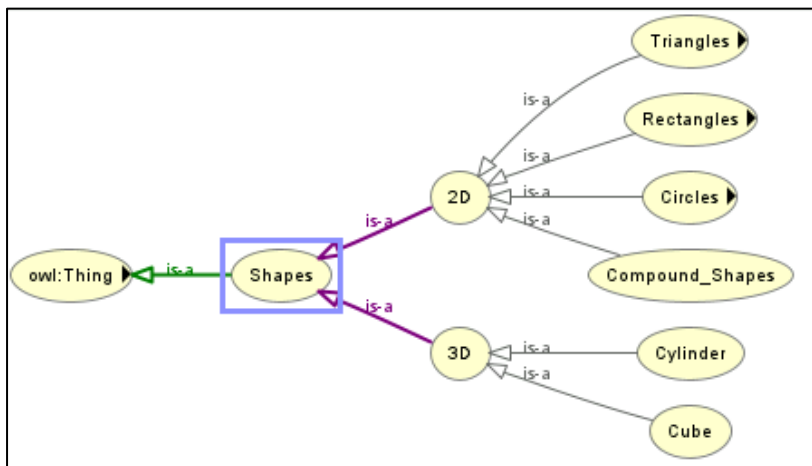 Triangles
is-a
Rectangles
is-a
is-a
Circles
2D
is-a
is-a
Compound_Shapes
owl:Thing
is-a
Shapes
is-a
3D
is-a
Cylinder
is-a
Cube